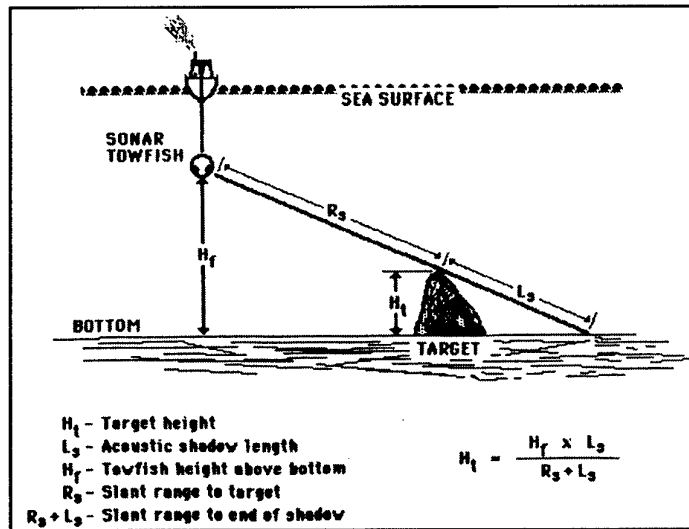 SEA SURFACE
SONAR
TOWFISH
Rs
Hf
Ht
Ls
BOTTOM
TARGET
Ht - Target height
Ls - Acoustic shadow length
Hf - Towfish height above bottom
Rs - Slant range to target
Rs + Ls - Slant range to end of shadow
Ht = Hf x Ls
Rs + Ls